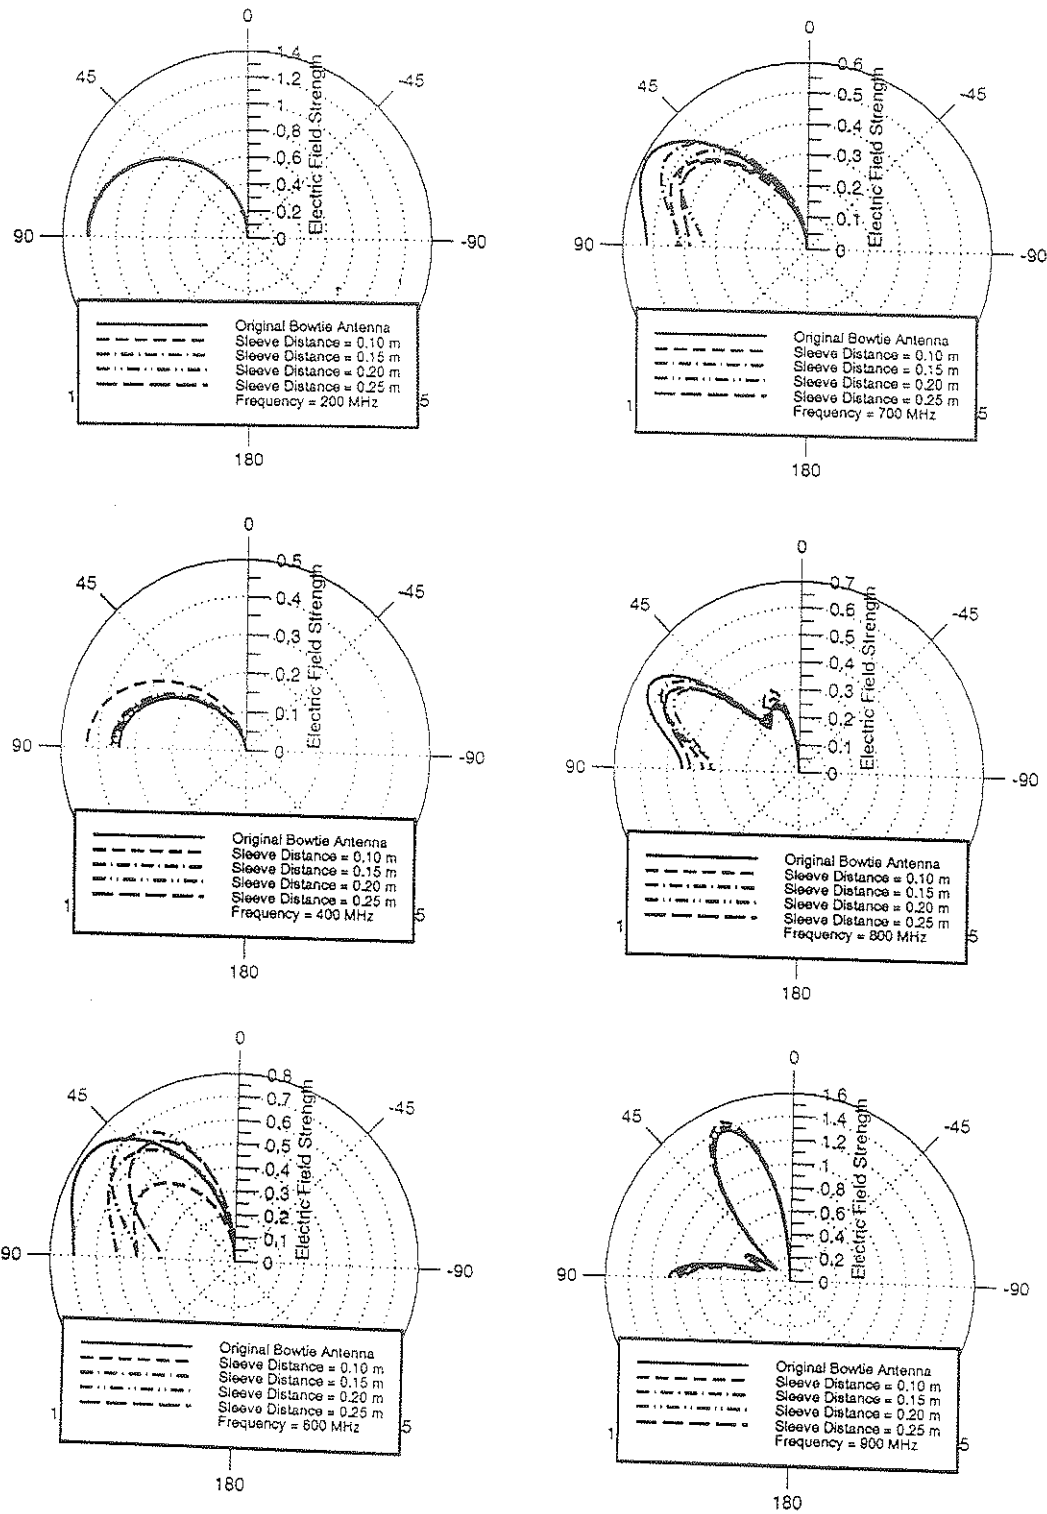 0
1.4
45
-45
1.2
1
0.8
0.6
0.4
0.2
90
0
-90
Electric Field Strength
Original Bowtie Antenna
Sleeve Distance = 0.10 m
Sleeve Distance = 0.15 m
Sleeve Distance = 0.20 m
Sleeve Distance = 0.25 m
Frequency = 200 MHz
1
5
180
0
0.6
45
-45
0.5
0.4
0.3
0.2
0.1
90
0
-90
Electric Field Strength
Original Bowtie Antenna
Sleeve Distance = 0.10 m
Sleeve Distance = 0.15 m
Sleeve Distance = 0.20 m
Sleeve Distance = 0.25 m
Frequency = 700 MHz
1
5
180
0
0.5
45
-45
0.4
0.3
0.2
0.1
90
0
-90
Electric Field Strength
Original Bowtie Antenna
Sleeve Distance = 0.10 m
Sleeve Distance = 0.15 m
Sleeve Distance = 0.20 m
Sleeve Distance = 0.25 m
Frequency = 400 MHz
1
5
180
0
0.7
45
-45
0.6
0.5
0.4
0.3
0.2
0.1
90
0
-90
Electric Field Strength
Original Bowtie Antenna
Sleeve Distance = 0.10 m
Sleeve Distance = 0.15 m
Sleeve Distance = 0.20 m
Sleeve Distance = 0.25 m
Frequency = 800 MHz
1
5
180
0
0.8
45
-45
0.7
0.6
0.5
0.4
0.3
0.2
0.1
90
0
-90
Electric Field Strength
Original Bowtie Antenna
Sleeve Distance = 0.10 m
Sleeve Distance = 0.15 m
Sleeve Distance = 0.20 m
Sleeve Distance = 0.25 m
Frequency = 600 MHz
1
5
180
0
1.6
45
-45
1.4
1.2
1
0.8
0.6
0.4
0.2
90
0
-90
Electric Field Strength
Original Bowtie Antenna
Sleeve Distance = 0.10 m
Sleeve Distance = 0.15 m
Sleeve Distance = 0.20 m
Sleeve Distance = 0.25 m
Frequency = 900 MHz
1
5
180